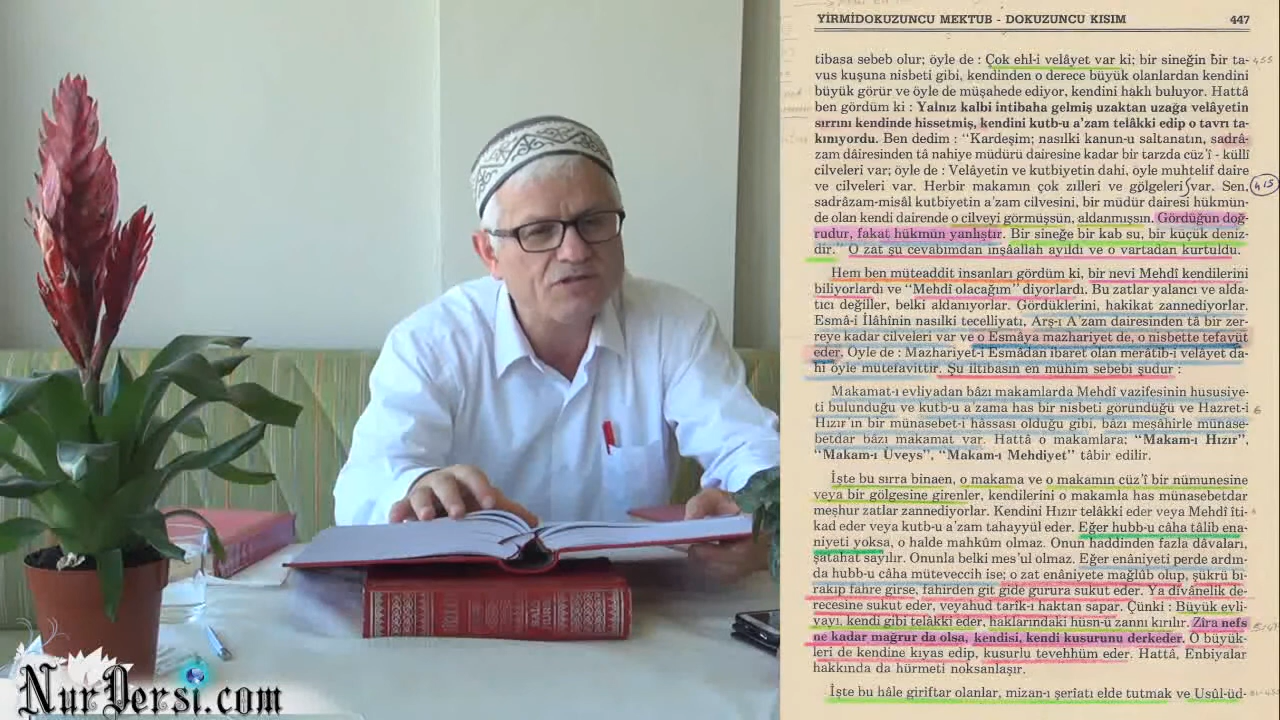 YİRMİDOKUZUNCU MEKTUB - DOKUZUNCU KISIM 447
tibasa sebeb olur; öyle de : Çok ehl-i velâyet var ki; bir sineğin bir ta-
vus kuşuna nisbeti gibi, kendinden o derece büyük olanlardan kendini
büyük görür ve öyle de müşahede ediyor, kendini haklı buluyor. Hattâ
ben gördüm ki : Yalnız kalbi intibaha gelmiş uzaktan uzağa velâyetin
sırrını kendinde hissetmiş, kendini kutb-u a'zam telâkki edip o tavrı ta-
kınıyordu. Ben dedim : "Kardeşim; nasılki kanun-u saltanatın, sadrâ-
zam dâiresinden tâ nahiye müdürü dairesine kadar bir tarzda cüz'î - küllî
cilveleri var; öyle de : Velâyetin ve kutbiyetin dahi, öyle muhtelif daire
ve cilveleri var. Herbir makamın çok zılleri ve gölgeleri var. Sen,
sadrâzam-misâl kutbiyetin a'zam cilvesini, bir müdür dairesi hükmün-
de olan kendi dairende o cilveyi görmüşsün, aldanmışsın. Gördüğün doğ-
rudur, fakat hükmün yanlıştır. Bir sineğe bir kab su, bir küçük deniz-
dir." O zat şu cevabımdan inşâallah ayıldı ve o vartadan kurtuldu.
Hem ben müteaddit insanları gördüm ki, bir nevi Mehdî kendilerini
biliyorlardı ve "Mehdî olacağım" diyorlardı. Bu zatlar yalancı ve alda-
tıcı değiller, belki aldanıyorlar. Gördüklerini, hakikat zannediyorlar.
Esmâ-i İlâhînin nasılki tecelliyatı, Arş-ı A'zam dairesinden tâ bir zer-
reye kadar cilveleri var ve o Esmâya mazhariyet de, o nisbette tefavüt
eder. Öyle de : Mazhariyet-i Esmâdan ibaret olan merâtib-i velâyet da-
hi öyle mütefavittir. Şu iltibasın en mühim sebebi şudur :
Makamat-ı evliyadan bâzı makamlarda Mehdî vazifesinin hususiye-
ti bulunduğu ve kutb-u a'zama has bir nisbeti göründüğü ve Hazret-i
Hızır'ın bir münasebet-i hâssası olduğu gibi, bâzı meşâhirle münase-
betdar bâzı makamat var. Hattâ o makamlara; "Makam-ı Hızır",
"Makam-ı Üveys", "Makam-ı Mehdiyet" tâbir edilir.
İşte bu sırra binaen, o makama ve o makamın cüz'î bir nümunesine
veya bir gölgesine girenler, kendilerini o makamla has münasebetdar
meşhur zatlar zannediyorlar. Kendini Hızır telâkki eder veya Mehdî îti-
kad eder veya kutb-u a'zam tahayyül eder. Eğer hubb-u câha tâlib ena-
niyeti yoksa, o halde mahkûm olmaz. Onun haddinden fazla dâvaları,
şatahat sayılır. Onunla belki mes'ul olmaz. Eğer enâniyeti perde ardın-
da hubb-u câha müteveccih ise; o zat enâniyete mağlûb olup, şükrü bı-
rakıp fahre girse, fahirden git gide gurura sukut eder. Ya dîvânelik de-
recesine sukut eder, veyahud tarik-ı haktan sapar. Çünki : Büyük evli-
yayı, kendi gibi telâkki eder, haklarındaki hüsn-ü zannı kırılır. Zîra nefs
ne kadar mağrur da olsa, kendisi, kendi kusurunu derkeder. O büyük-
leri de kendine kıyas edip, kusurlu tevehhüm eder. Hattâ, Enbiyalar
hakkında da hürmeti noksanlaşır.
İşte bu hâle giriftar olanlar, mizan-ı şeriatı elde tutmak ve Usûl-üd-
455
415
NurDersi.com